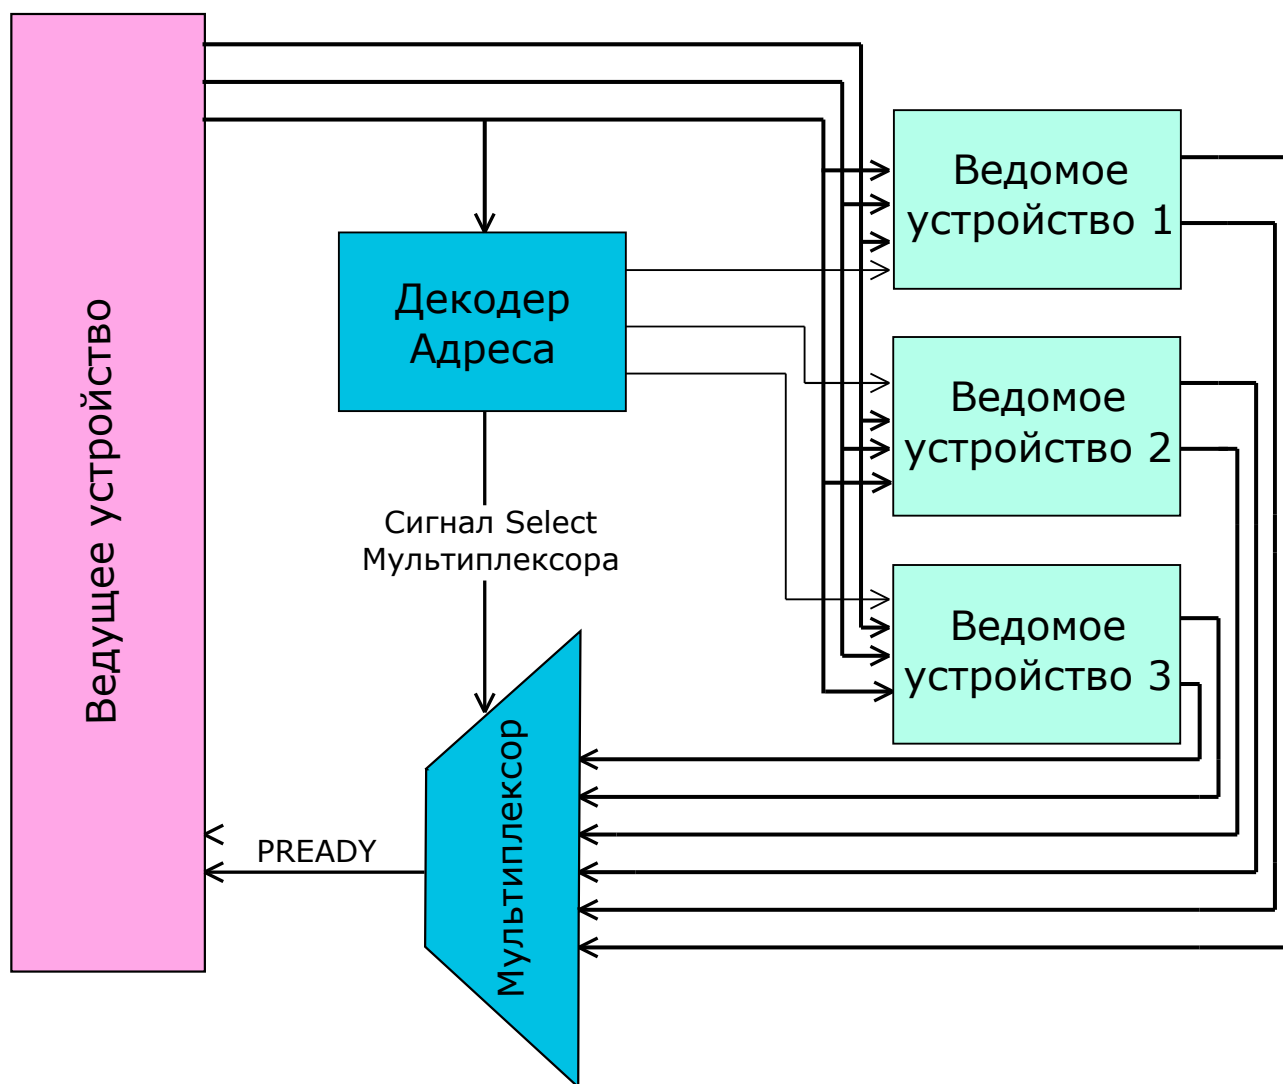 Ведущее устройство
Декодер
Адреса
Ведомое
устройство 1
Ведомое
устройство 2
Ведомое
устройство 3
Сигнал Select
Мультиплексора
Мультиплексор
PREADY